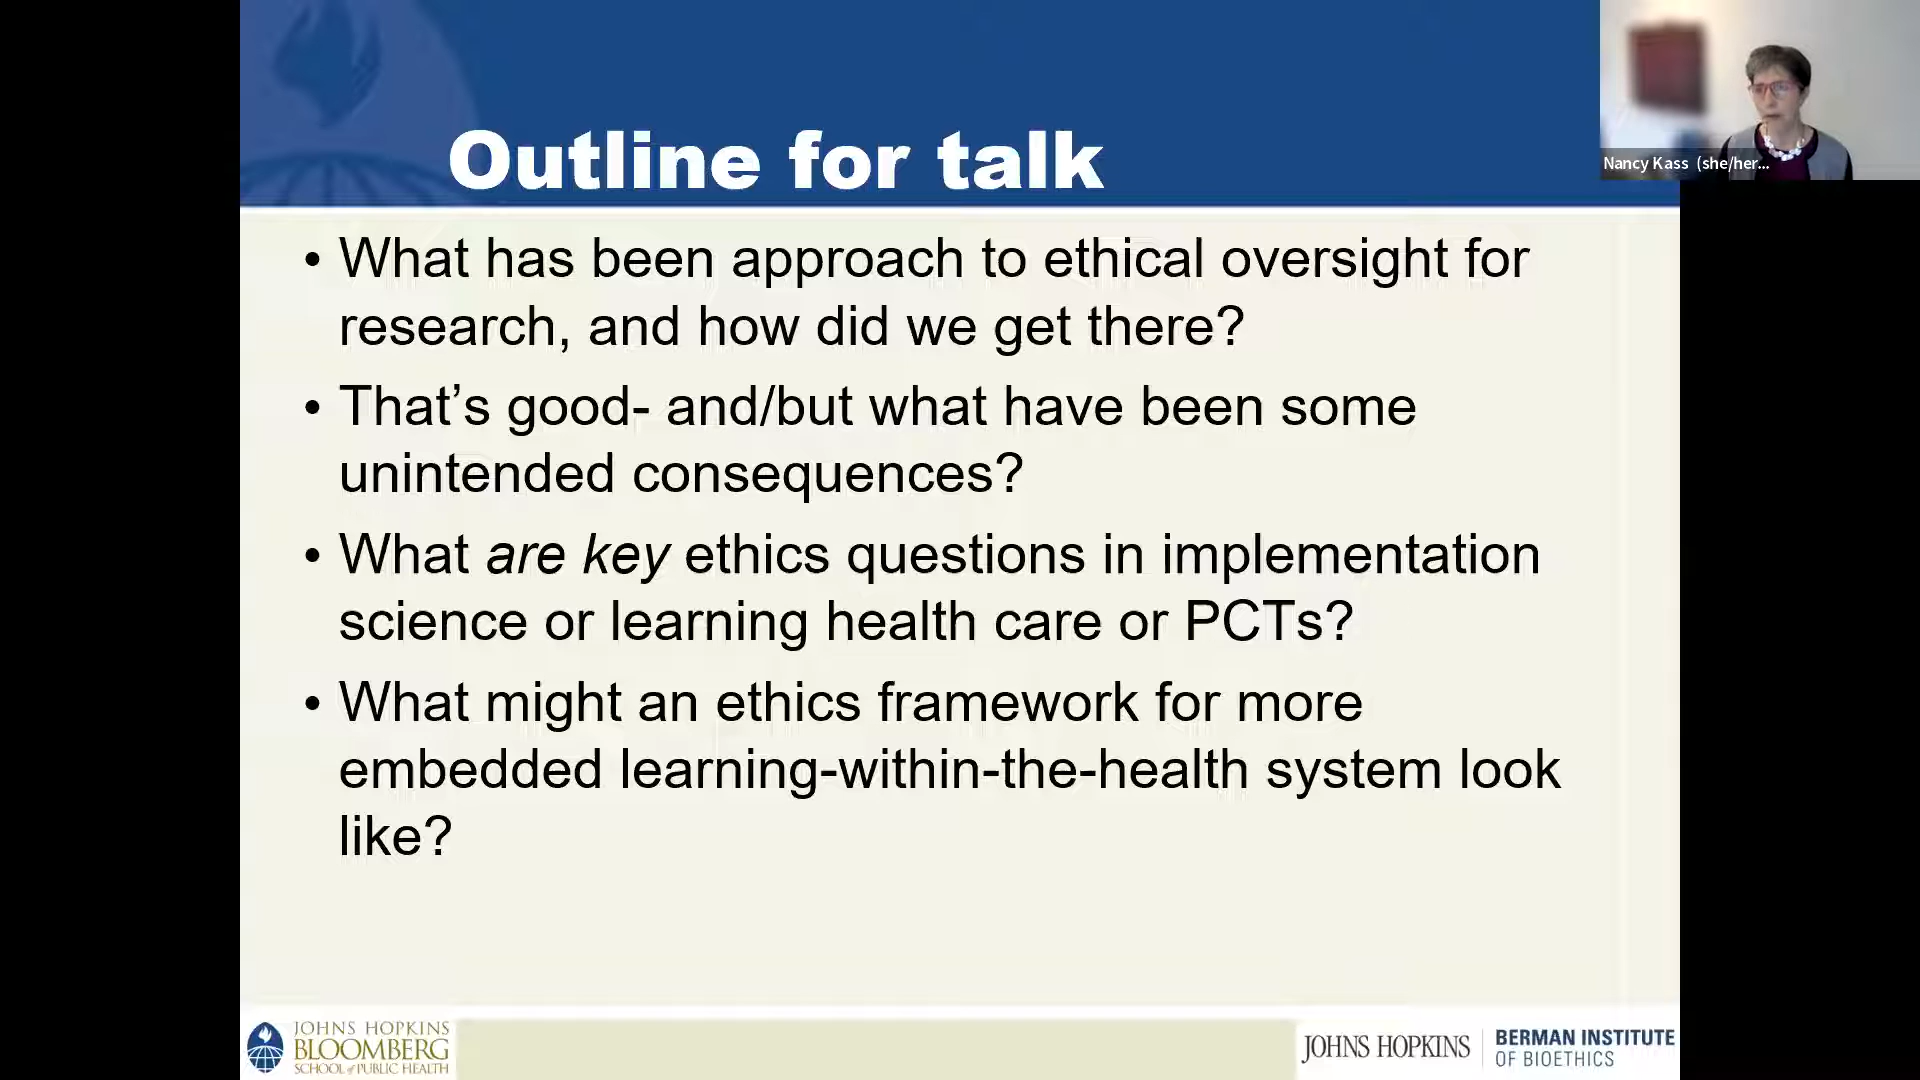 Outline for talk
Nancy Kass (she/her...
• What has been approach to ethical oversight for
research, and how did we get there?
• That’s good- and/but what have been some
unintended consequences?
• What are key ethics questions in implementation
science or learning health care or PCTs?
• What might an ethics framework for more
embedded learning-within-the-health system look
like?
JOHNS HOPKINS
BLOOMBERG
SCHOOL of PUBLIC HEALTH
JOHNS HOPKINS
BERMAN INSTITUTE
OF BIOETHICS